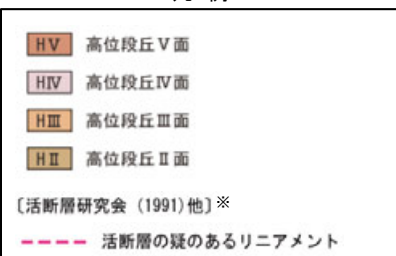 HⅤ 高位段丘Ⅴ面
HⅣ 高位段丘Ⅳ面
HⅢ 高位段丘Ⅲ面
HⅡ 高位段丘Ⅱ面
〔活断層研究会（1991)他〕※
活断層の疑のあるリニアメント